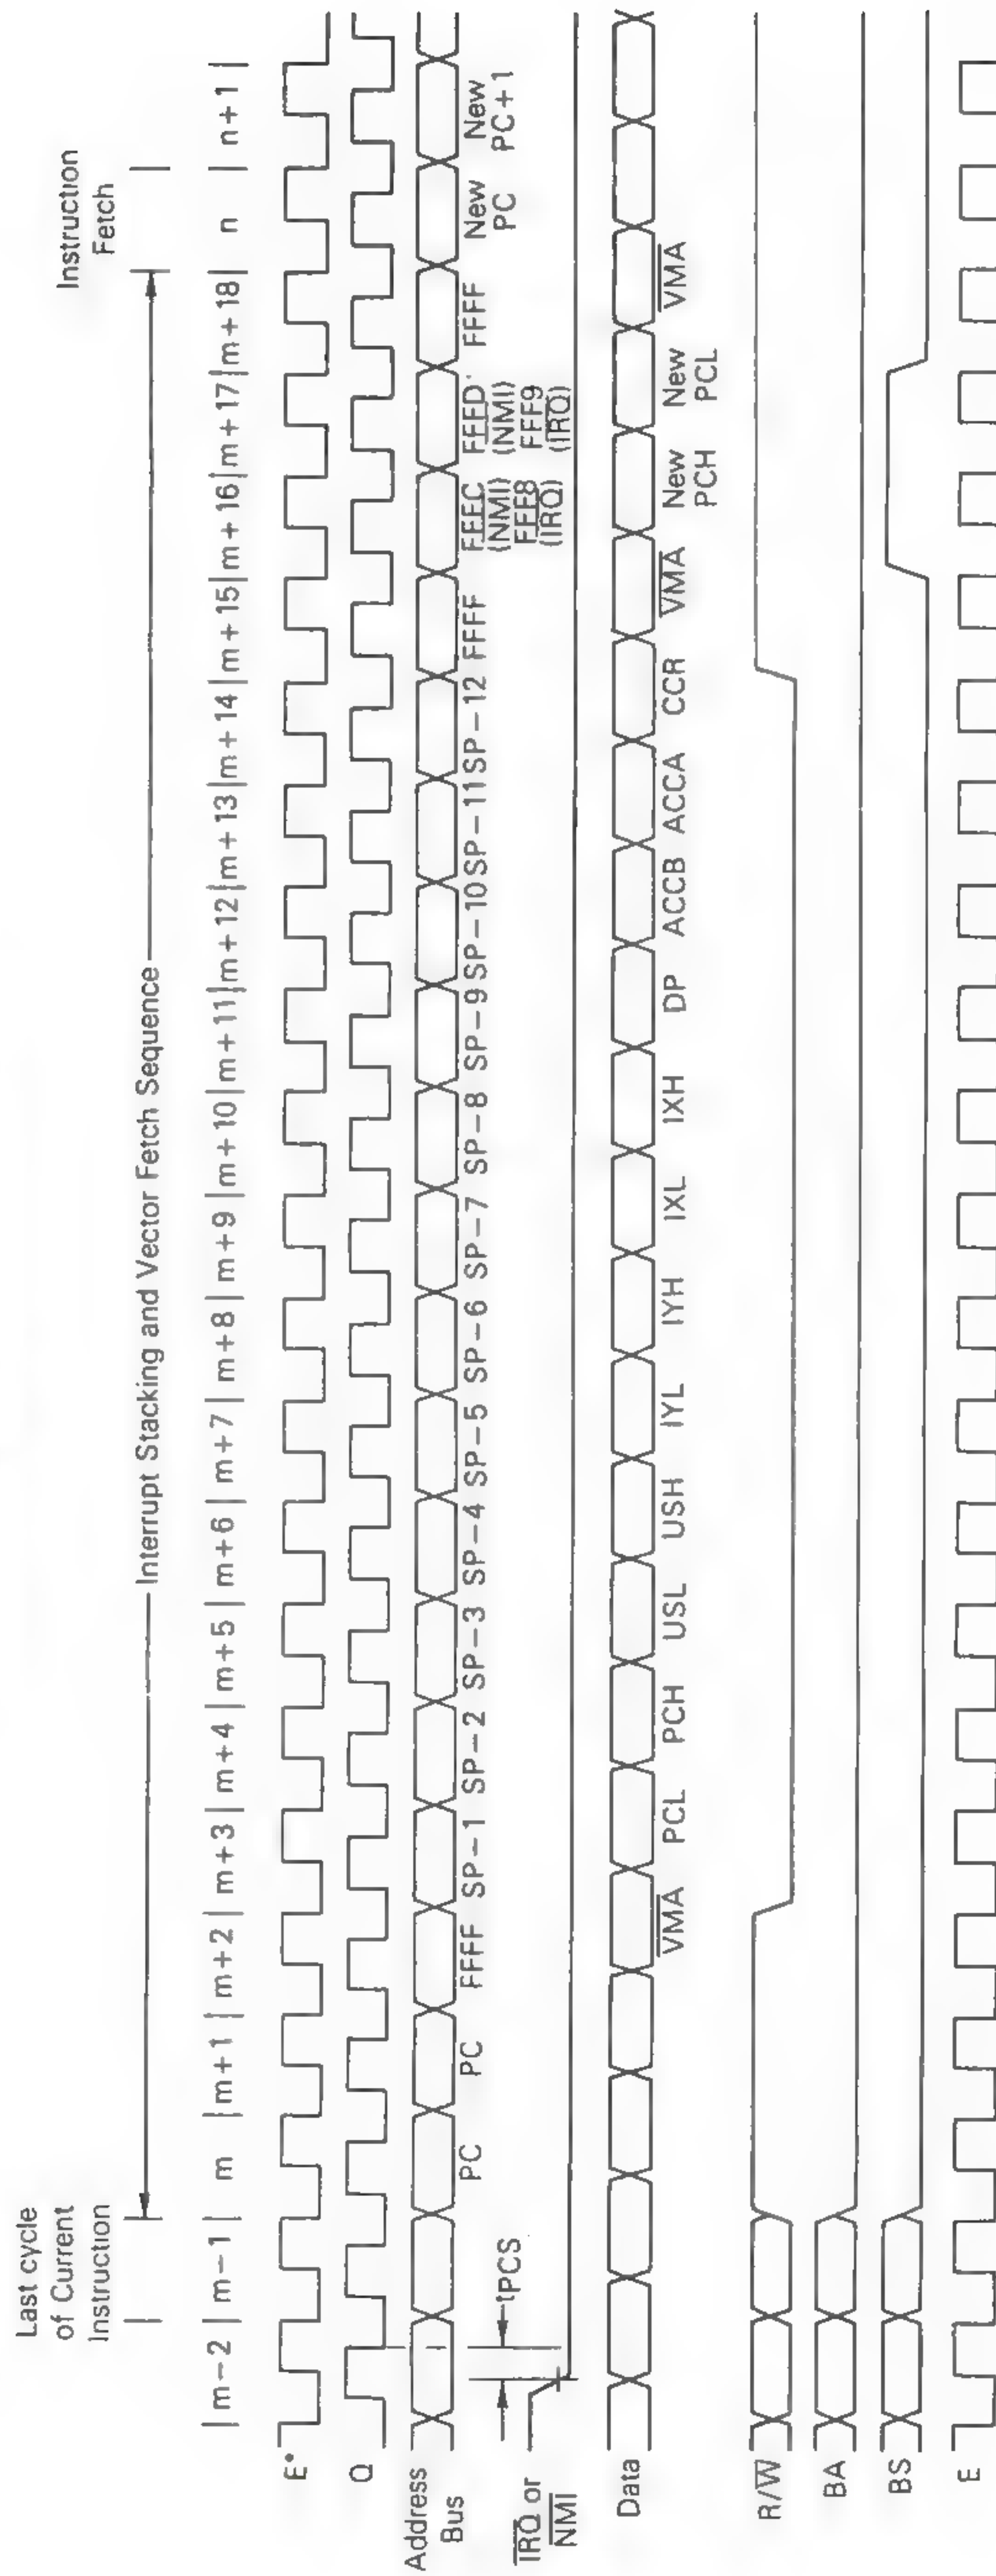 Last cycle
of Current
Instruction
Interrupt Stacking and Vector Fetch Sequence
Instruction
Fetch
| m-2 | m-1 | m | m+1 | m+2 | m+3 | m+4 | m+5 | m+6 | m+7 | m+8 | m+9 | m+10 | m+11 | m+12 | m+13 | m+14 | m+15 | m+16 | m+17 | m+18 | n | n+1 |
E*
Q
Address
Bus
PC PC FFFF SP-1 SP-2 SP-3 SP-4 SP-5 SP-6 SP-7 SP-8 SP-9 SP-10 SP-11 SP-12 FFFF
FFFC
(NMI)
FFF8
(IRQ)
FFFD
(NMI)
FFF9
(IRQ)
FFFF
New
PC
New
PC+1
tPCS
IRQ or
NMI
Data
VMA PCL PCH USL USH IYL IYH IXL IXH DP ACCB ACCA CCR VMA
New
PCH
New
PCL
VMA
R/W
BA
BS
E